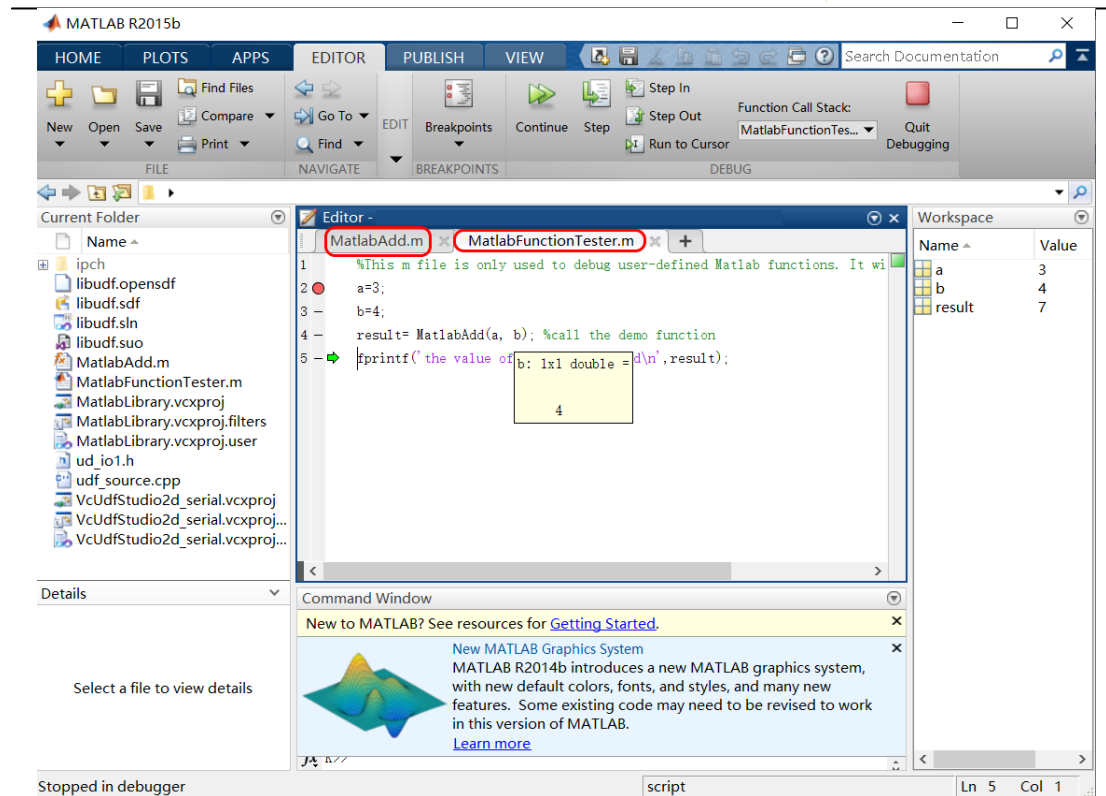 MATLAB R2015b
HOME PLOTS APPS EDITOR PUBLISH VIEW Search Documentation
New Open Save Find Files Compare Print
FILE
Go To Find
NAVIGATE
EDIT
Breakpoints
BREAKPOINTS
Continue Step Step In Step Out Run to Cursor
Function Call Stack:
MatlabFunctionTes...
Quit Debugging
DEBUG
Current Folder
Name
ipch
libudf.opensdf
libudf.sdf
libudf.sln
libudf.suo
MatlabAdd.m
MatlabFunctionTester.m
MatlabLibrary.vcxproj
MatlabLibrary.vcxproj.filters
MatlabLibrary.vcxproj.user
ud_io1.h
udf_source.cpp
VcUdfStudio2d_serial.vcxproj
VcUdfStudio2d_serial.vcxproj...
VcUdfStudio2d_serial.vcxproj...
Details
Select a file to view details
Editor -
MatlabAdd.m MatlabFunctionTester.m
1 %This m file is only used to debug user-defined Matlab functions. It wi
2 a=3;
3 b=4;
4 result= MatlabAdd(a, b); %call the demo function
5 fprintf('the value of d\n',result);
b: 1x1 double =
4
Command Window
New to MATLAB? See resources for Getting Started.
New MATLAB Graphics System
MATLAB R2014b introduces a new MATLAB graphics system,
with new default colors, fonts, and styles, and many new
features. Some existing code may need to be revised to work
in this version of MATLAB.
Learn more
Workspace
Name Value
a 3
b 4
result 7
Stopped in debugger script Ln 5 Col 1